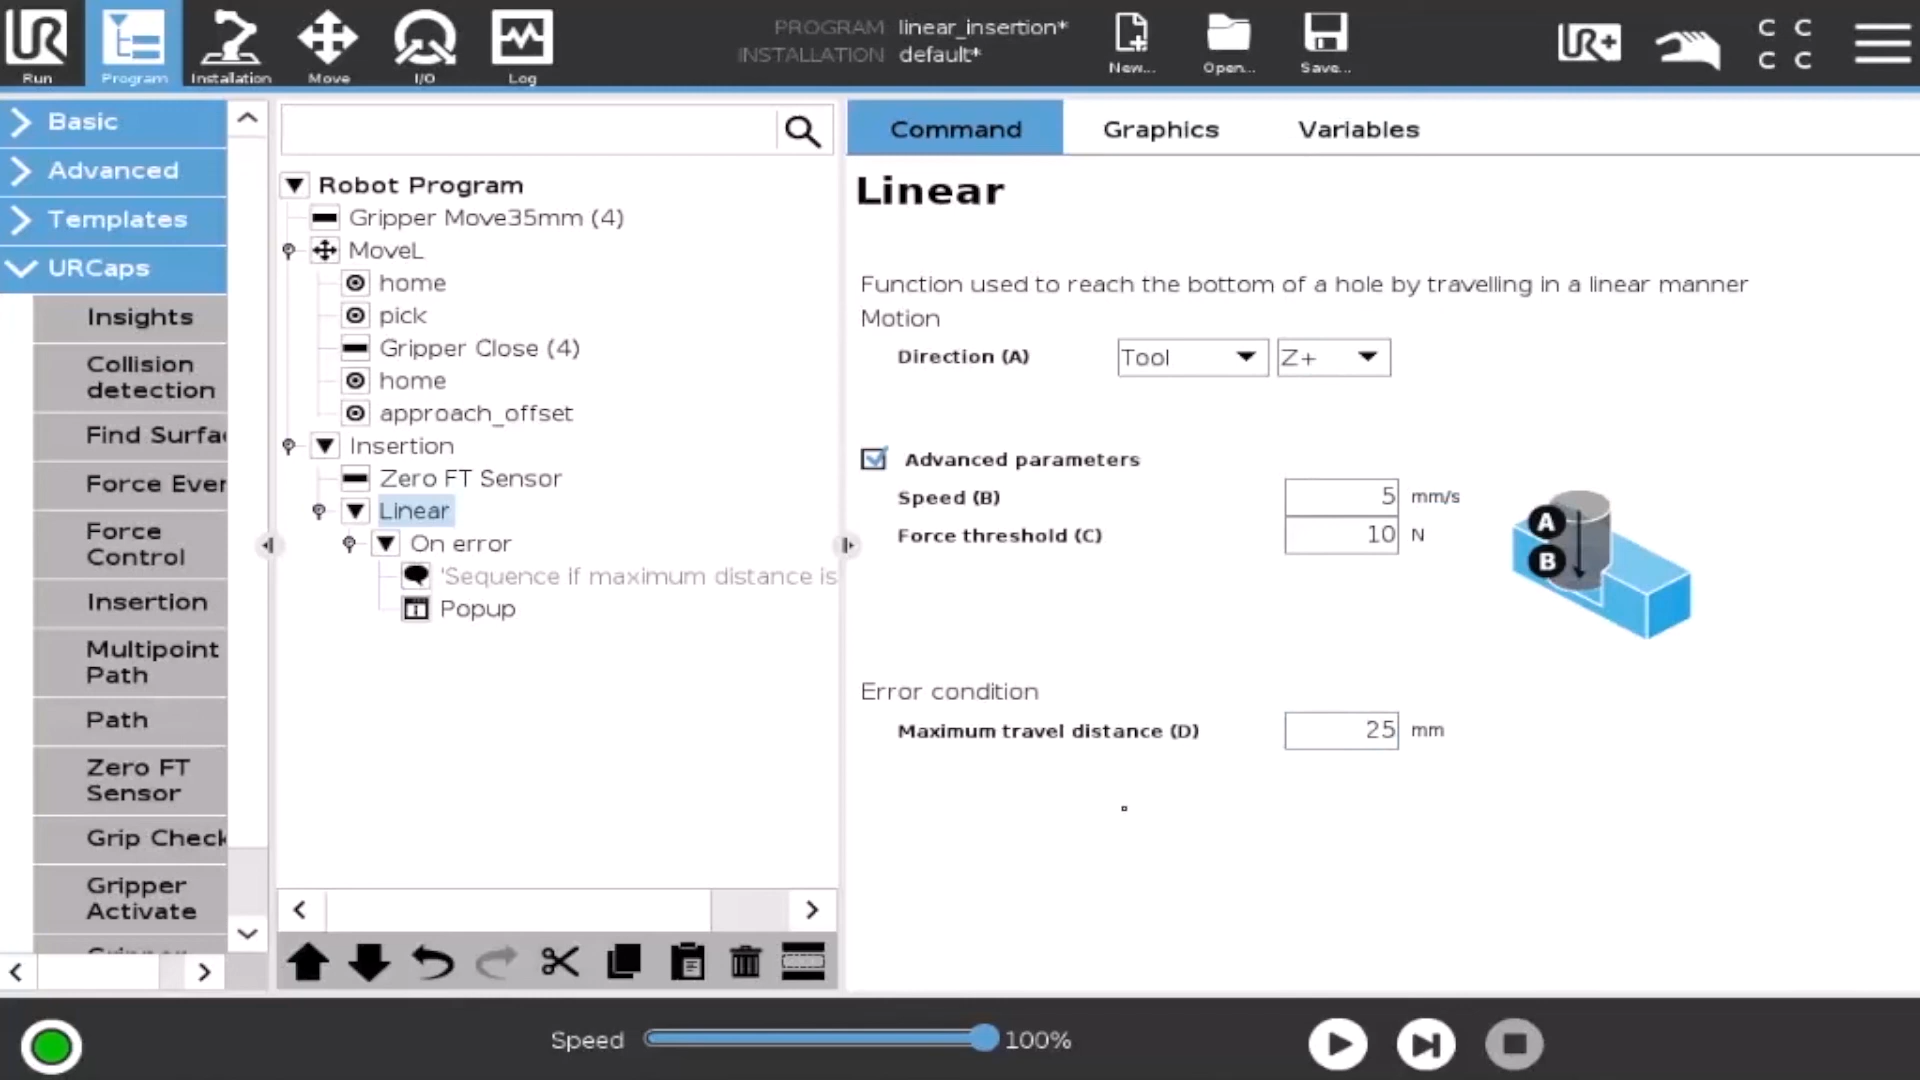 PROGRAM linear_insertion*
INSTALLATION default*
Run Program Installation Move I/O Log New... Open... Save...
UR+
C C
C C
Basic
Advanced
Templates
URCaps
Insights
Collision
detection
Find Surfa
Force Ever
Force
Control
Insertion
Multipoint
Path
Path
Zero FT
Sensor
Grip Check
Gripper
Activate
Robot Program
Gripper Move35mm (4)
MoveL
home
pick
Gripper Close (4)
home
approach_offset
Insertion
Zero FT Sensor
Linear
On error
'Sequence if maximum distance is
Popup
Command Graphics Variables
Linear
Function used to reach the bottom of a hole by travelling in a linear manner
Motion
Direction (A) Tool Z+
Advanced parameters
Speed (B) 5 mm/s
Force threshold (C) 10 N
A
B
Error condition
Maximum travel distance (D) 25 mm
Speed 100%